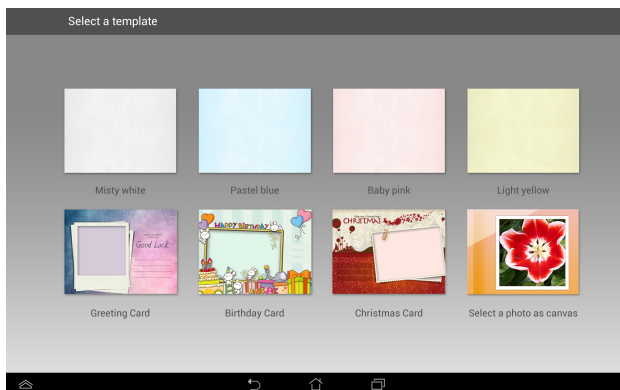 Select a template
Misty white
Pastel blue
Baby pink
Light yellow
Good Luck
HAPPY BIRTHDAY
CHRISTMAS
Greeting Card
Birthday Card
Christmas Card
Select a photo as canvas